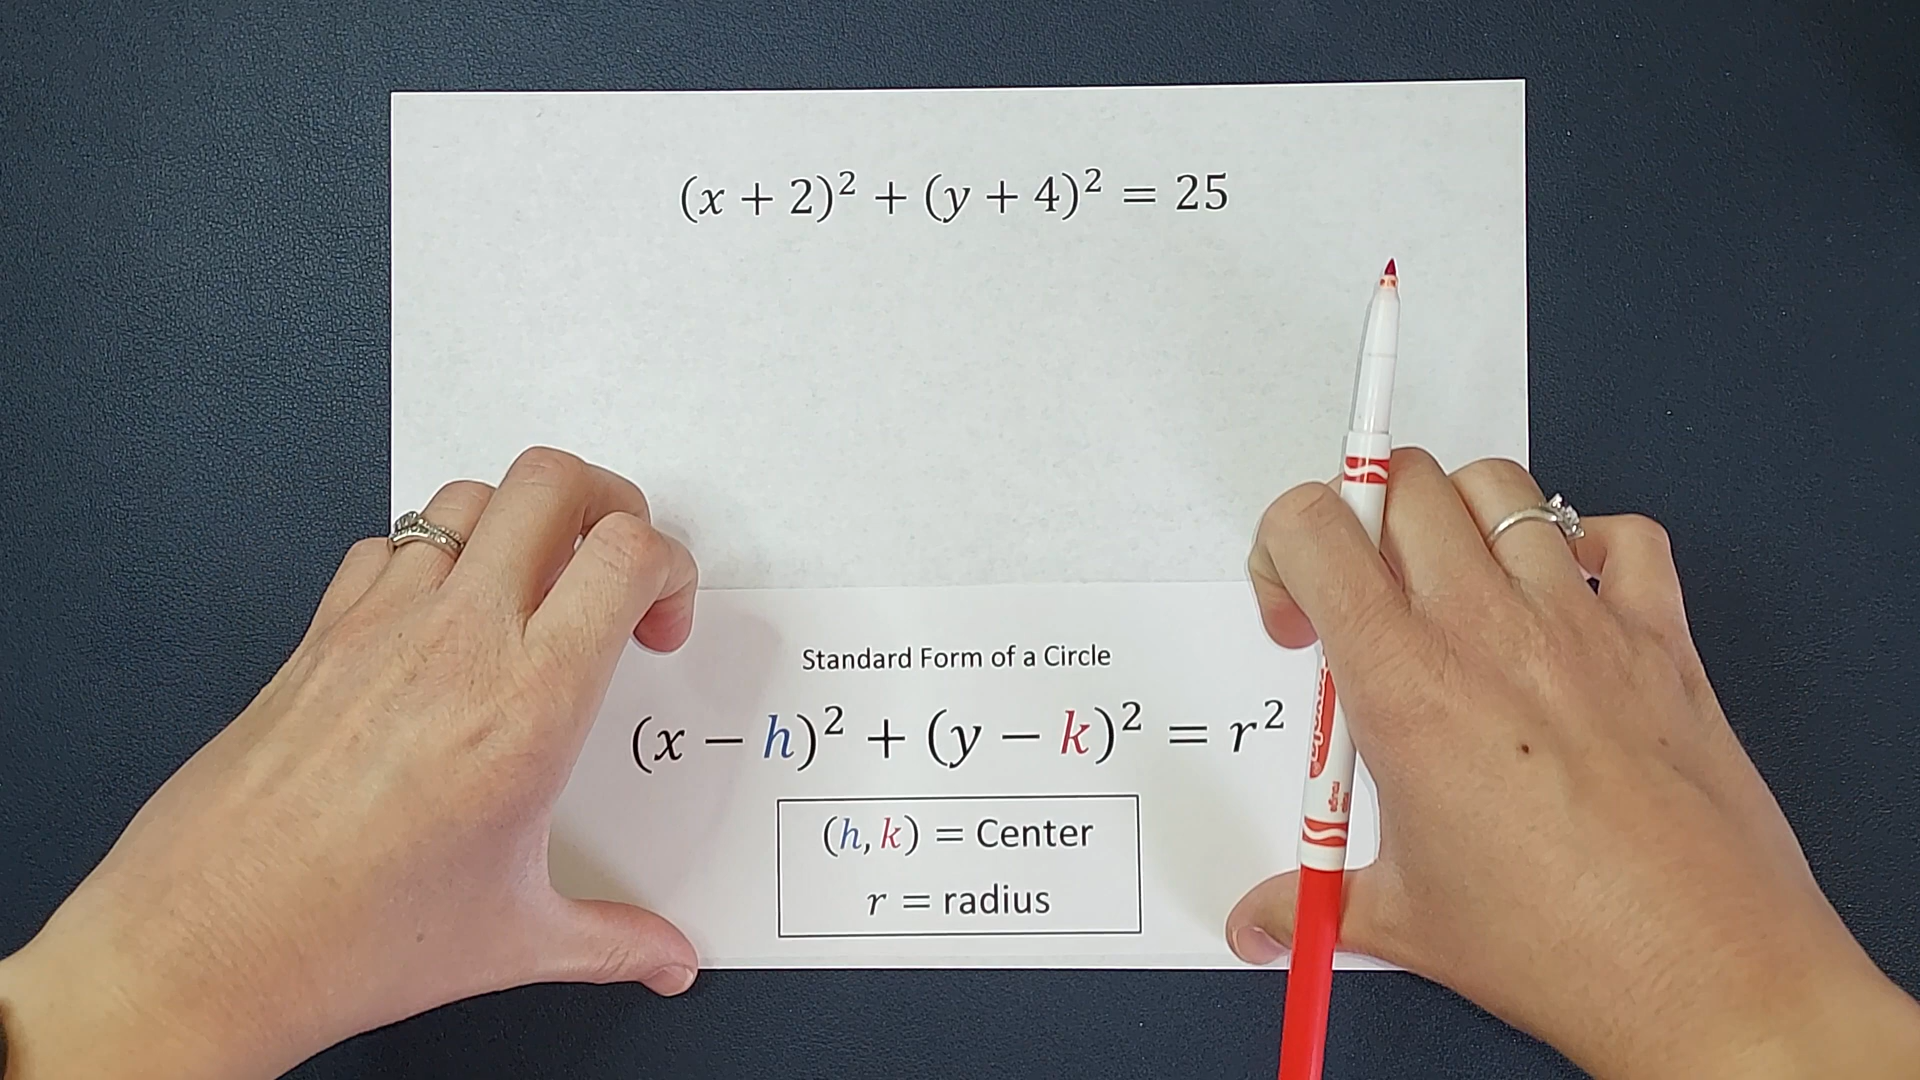 (x + 2)² + (y + 4)² = 25
Standard Form of a Circle
(x − h)² + (y − k)² = r²
(h, k) = Center
r = radius